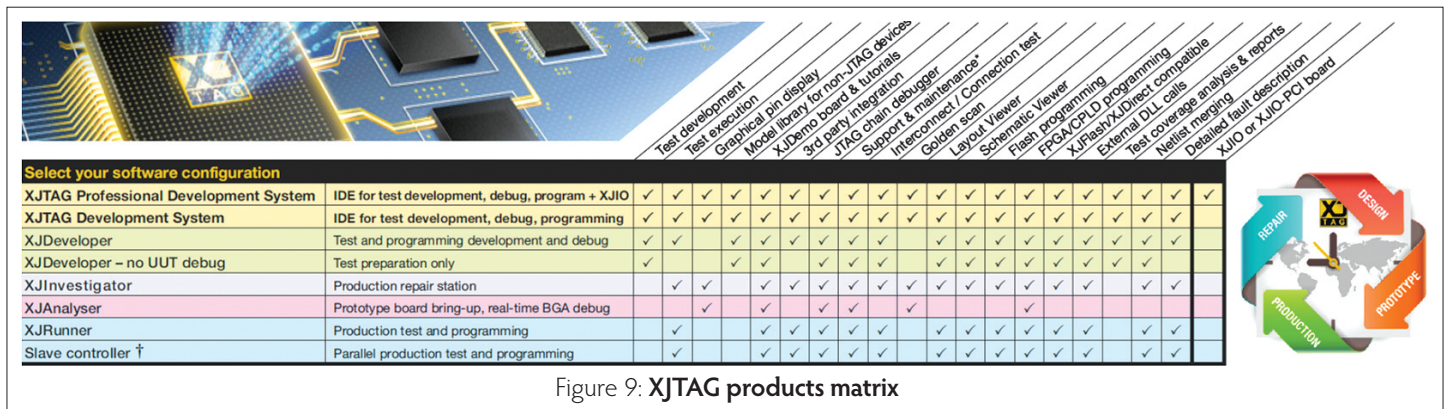 XJ
TAG
Test development
Test execution
Graphical pin display
Model library for non-JTAG devices
XJDemo board & tutorials
3rd party integration
JTAG chain debugger
Support & maintenance*
Interconnect / Connection test
Golden scan
Layout Viewer
Schematic Viewer
Flash programming
FPGA/CPLD programming
XJFlash/XJDirect compatible
External DLL calls
Test coverage analysis & reports
Netlist merging
Detailed fault description
XJIO or XJIO-PCI board
Select your software configuration
XJTAG Professional Development System IDE for test development, debug, program + XJIO ✓ ✓ ✓ ✓ ✓ ✓ ✓ ✓ ✓ ✓ ✓ ✓ ✓ ✓ ✓ ✓ ✓ ✓ ✓ ✓
XJTAG Development System IDE for test development, debug, programming ✓ ✓ ✓ ✓ ✓ ✓ ✓ ✓ ✓ ✓ ✓ ✓ ✓ ✓ ✓ ✓ ✓ ✓ ✓
XJDeveloper Test and programming development and debug ✓ ✓ ✓ ✓ ✓ ✓ ✓ ✓ ✓ ✓ ✓ ✓ ✓ ✓ ✓ ✓ ✓
XJDeveloper – no UUT debug Test preparation only ✓ ✓ ✓ ✓ ✓ ✓ ✓ ✓ ✓ ✓ ✓ ✓ ✓ ✓
XJInvestigator Production repair station ✓ ✓ ✓ ✓ ✓ ✓ ✓ ✓ ✓ ✓ ✓ ✓ ✓ ✓ ✓
XJAnalyser Prototype board bring-up, real-time BGA debug ✓ ✓ ✓ ✓ ✓ ✓
XJRunner Production test and programming ✓ ✓ ✓ ✓ ✓ ✓ ✓ ✓ ✓ ✓ ✓ ✓ ✓ ✓
Slave controller † Parallel production test and programming ✓ ✓ ✓ ✓ ✓ ✓ ✓ ✓ ✓ ✓ ✓ ✓ ✓ ✓
XJ
TAG
DESIGN
PROTOTYPE
PRODUCTION
REPAIR
Figure 9: XJTAG products matrix